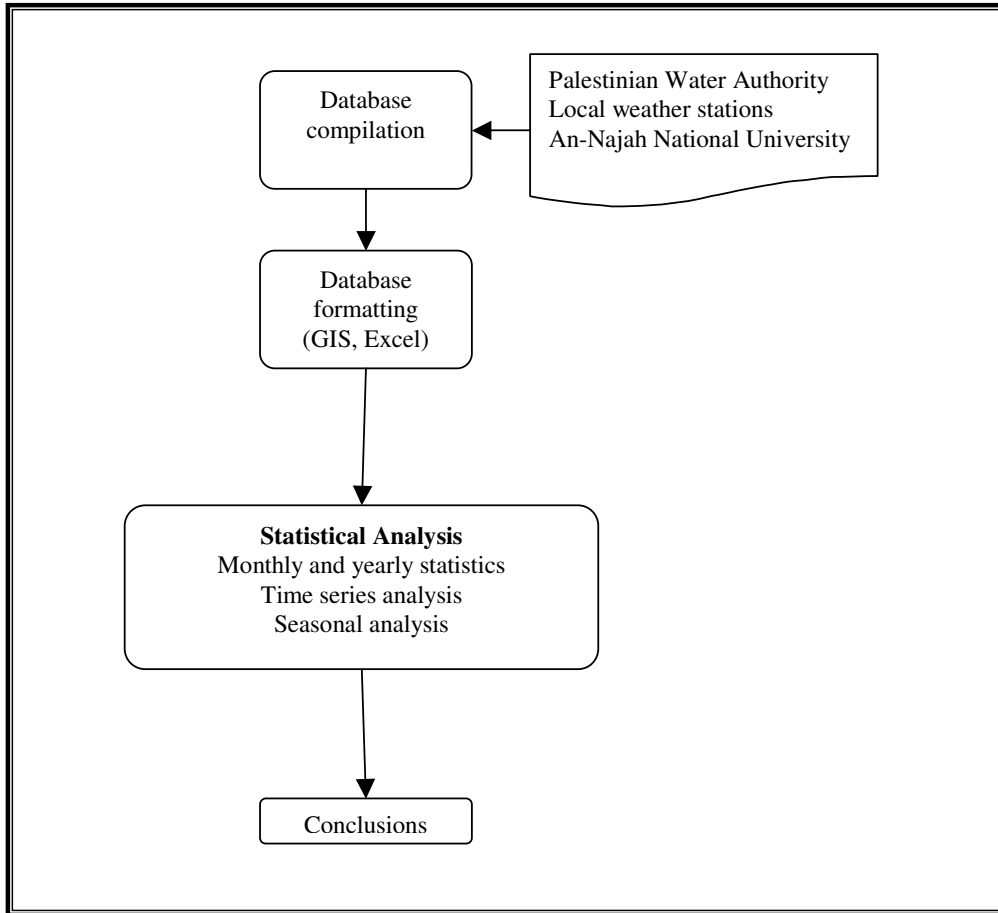 Database
compilation
Palestinian Water Authority
Local weather stations
An-Najah National University
Database
formatting
(GIS, Excel)
Statistical Analysis
Monthly and yearly statistics
Time series analysis
Seasonal analysis
Conclusions